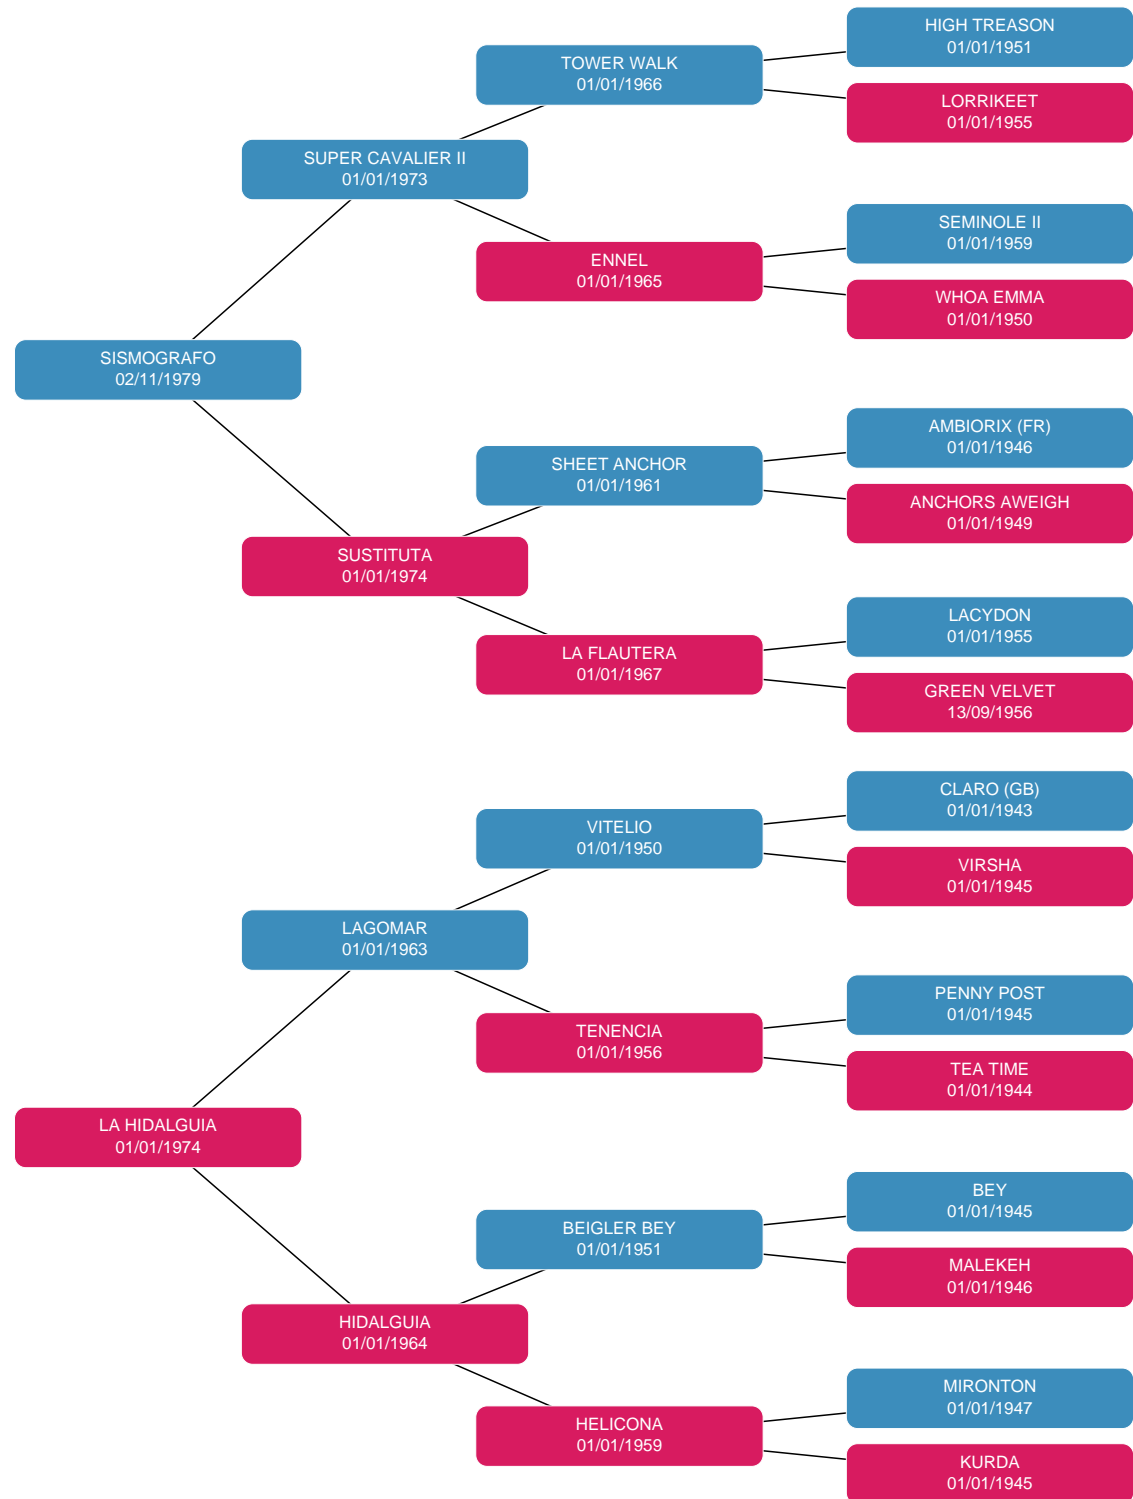 HIGH TREASON
01/01/1951
TOWER WALK
01/01/1966
LORRIKEET
01/01/1955
SUPER CAVALIER II
01/01/1973
SEMINOLE II
01/01/1959
ENNEL
01/01/1965
WHOA EMMA
01/01/1950
SISMOGRAFO
02/11/1979
AMBIORIX (FR)
01/01/1946
SHEET ANCHOR
01/01/1961
ANCHORS AWEIGH
01/01/1949
SUSTITUTA
01/01/1974
LACYDON
01/01/1955
LA FLAUTERA
01/01/1967
GREEN VELVET
13/09/1956
CLARO (GB)
01/01/1943
VITELIO
01/01/1950
VIRSHA
01/01/1945
LAGOMAR
01/01/1963
PENNY POST
01/01/1945
TENENCIA
01/01/1956
TEA TIME
01/01/1944
LA HIDALGUIA
01/01/1974
BEY
01/01/1945
BEIGLER BEY
01/01/1951
MALEKEH
01/01/1946
HIDALGUIA
01/01/1964
MIRONTON
01/01/1947
HELICONA
01/01/1959
KURDA
01/01/1945